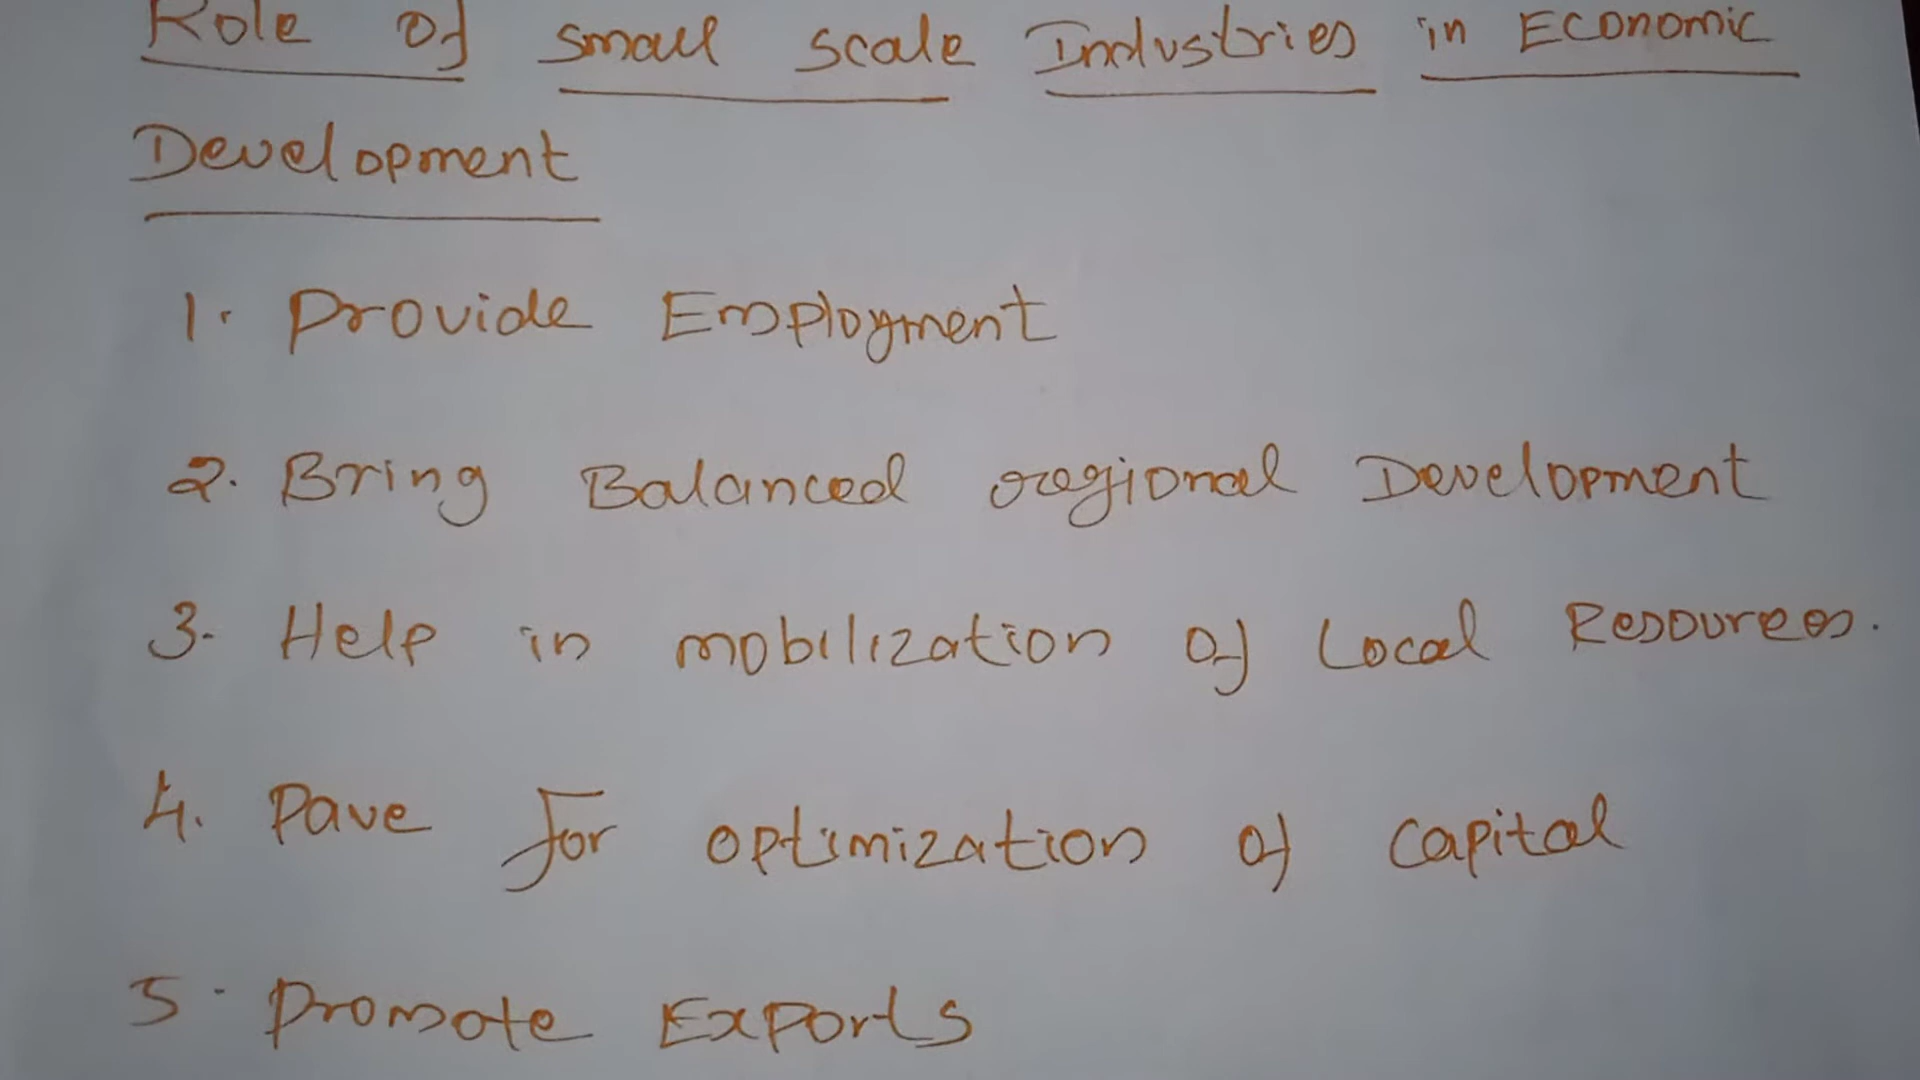 Role of small scale Industries in Economic
Development
1. Provide Employment
2. Bring Balanced regional Development
3. Help in mobilization of Local Resources.
4. Pave for optimization of capital
5. Promote Exports